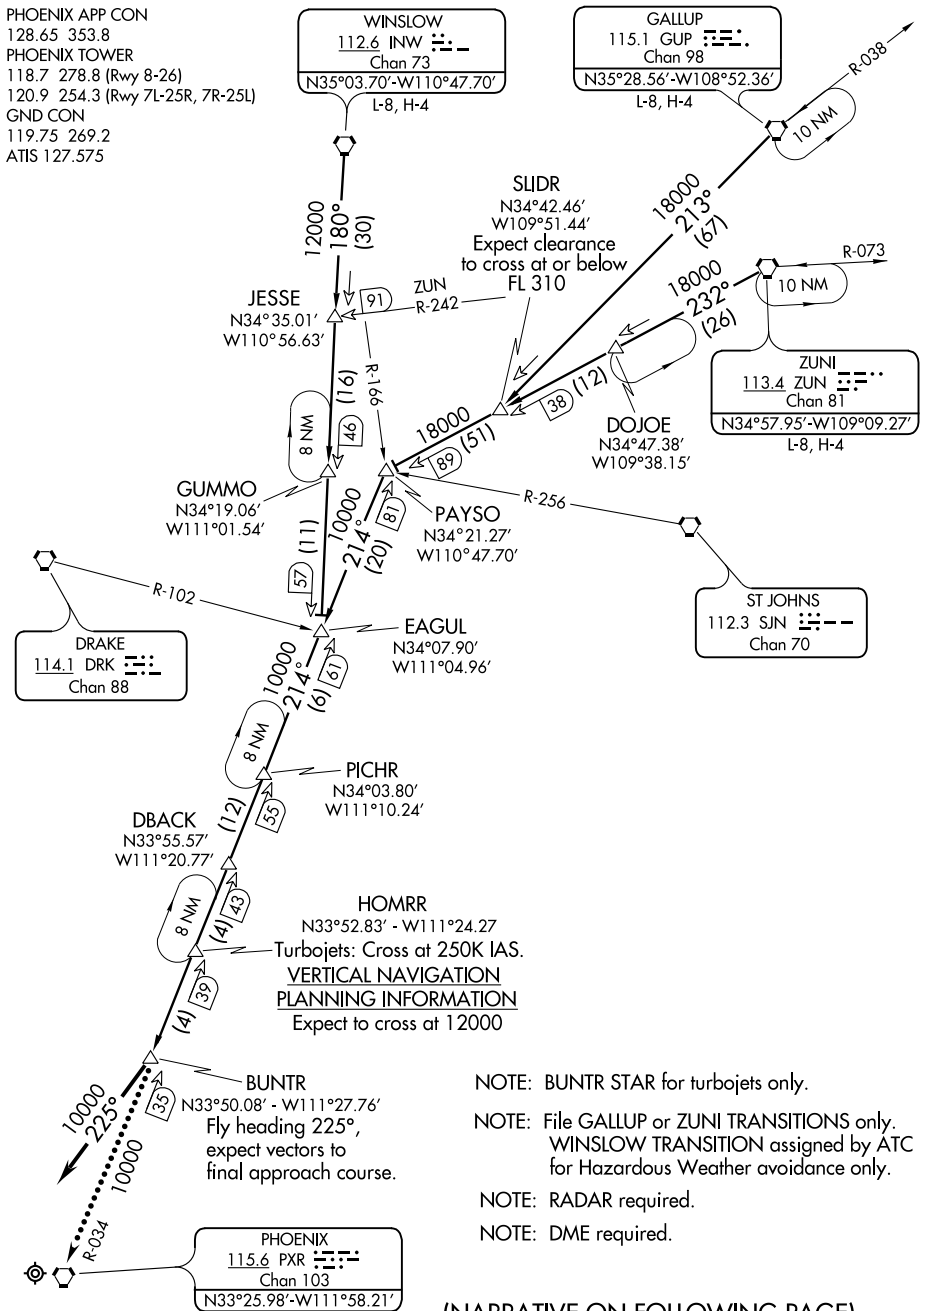 PHOENIX APP CON
128.65 353.8
PHOENIX TOWER
118.7 278.8 (Rwy 8-26)
120.9 254.3 (Rwy 7L-25R, 7R-25L)
GND CON
119.75 269.2
ATIS 127.575
WINSLOW
112.6 INW
Chan 73
N35°03.70'-W110°47.70'
L-8, H-4
GALLUP
115.1 GUP
Chan 98
N35°28.56'-W108°52.36'
L-8, H-4
R-038
10 NM
12000
180°
(30)
SLIDR
N34°42.46'
W109°51.44'
Expect clearance
to cross at or below
FL 310
18000
213°
(67)
R-073
10 NM
18000
232°
(26)
JESSE
N34°35.01'
W110°56.63'
91
ZUN
R-242
R-166
ZUNI
113.4 ZUN
Chan 81
N34°57.95'-W109°09.27'
L-8, H-4
(16)
8 NM
46
38
(12)
18000
(51)
89
DOJOE
N34°47.38'
W109°38.15'
GUMMO
N34°19.06'
W111°01.54'
10000
214°
(20)
81
PAYSO
N34°21.27'
W110°47.70'
R-256
(11)
57
R-102
DRAKE
114.1 DRK
Chan 88
EAGUL
N34°07.90'
W111°04.96'
ST JOHNS
112.3 SJN
Chan 70
10000
214°
(6)
61
8 NM
PICHR
N34°03.80'
W111°10.24'
(12)
55
DBACK
N33°55.57'
W111°20.77'
8 NM
(4)
43
HOMRR
N33°52.83' - W111°24.27
Turbojets: Cross at 250K IAS.
VERTICAL NAVIGATION
PLANNING INFORMATION
Expect to cross at 12000
(4)
39
BUNTR
N33°50.08' - W111°27.76'
Fly heading 225°,
expect vectors to
final approach course.
35
10000
225°
10000
R-034
NOTE: BUNTR STAR for turbojets only.
NOTE: File GALLUP or ZUNI TRANSITIONS only.
WINSLOW TRANSITION assigned by ATC
for Hazardous Weather avoidance only.
NOTE: RADAR required.
NOTE: DME required.
PHOENIX
115.6 PXR
Chan 103
N33°25.98'-W111°58.21'
(NARRATIVE ON FOLLOWING PAGE)